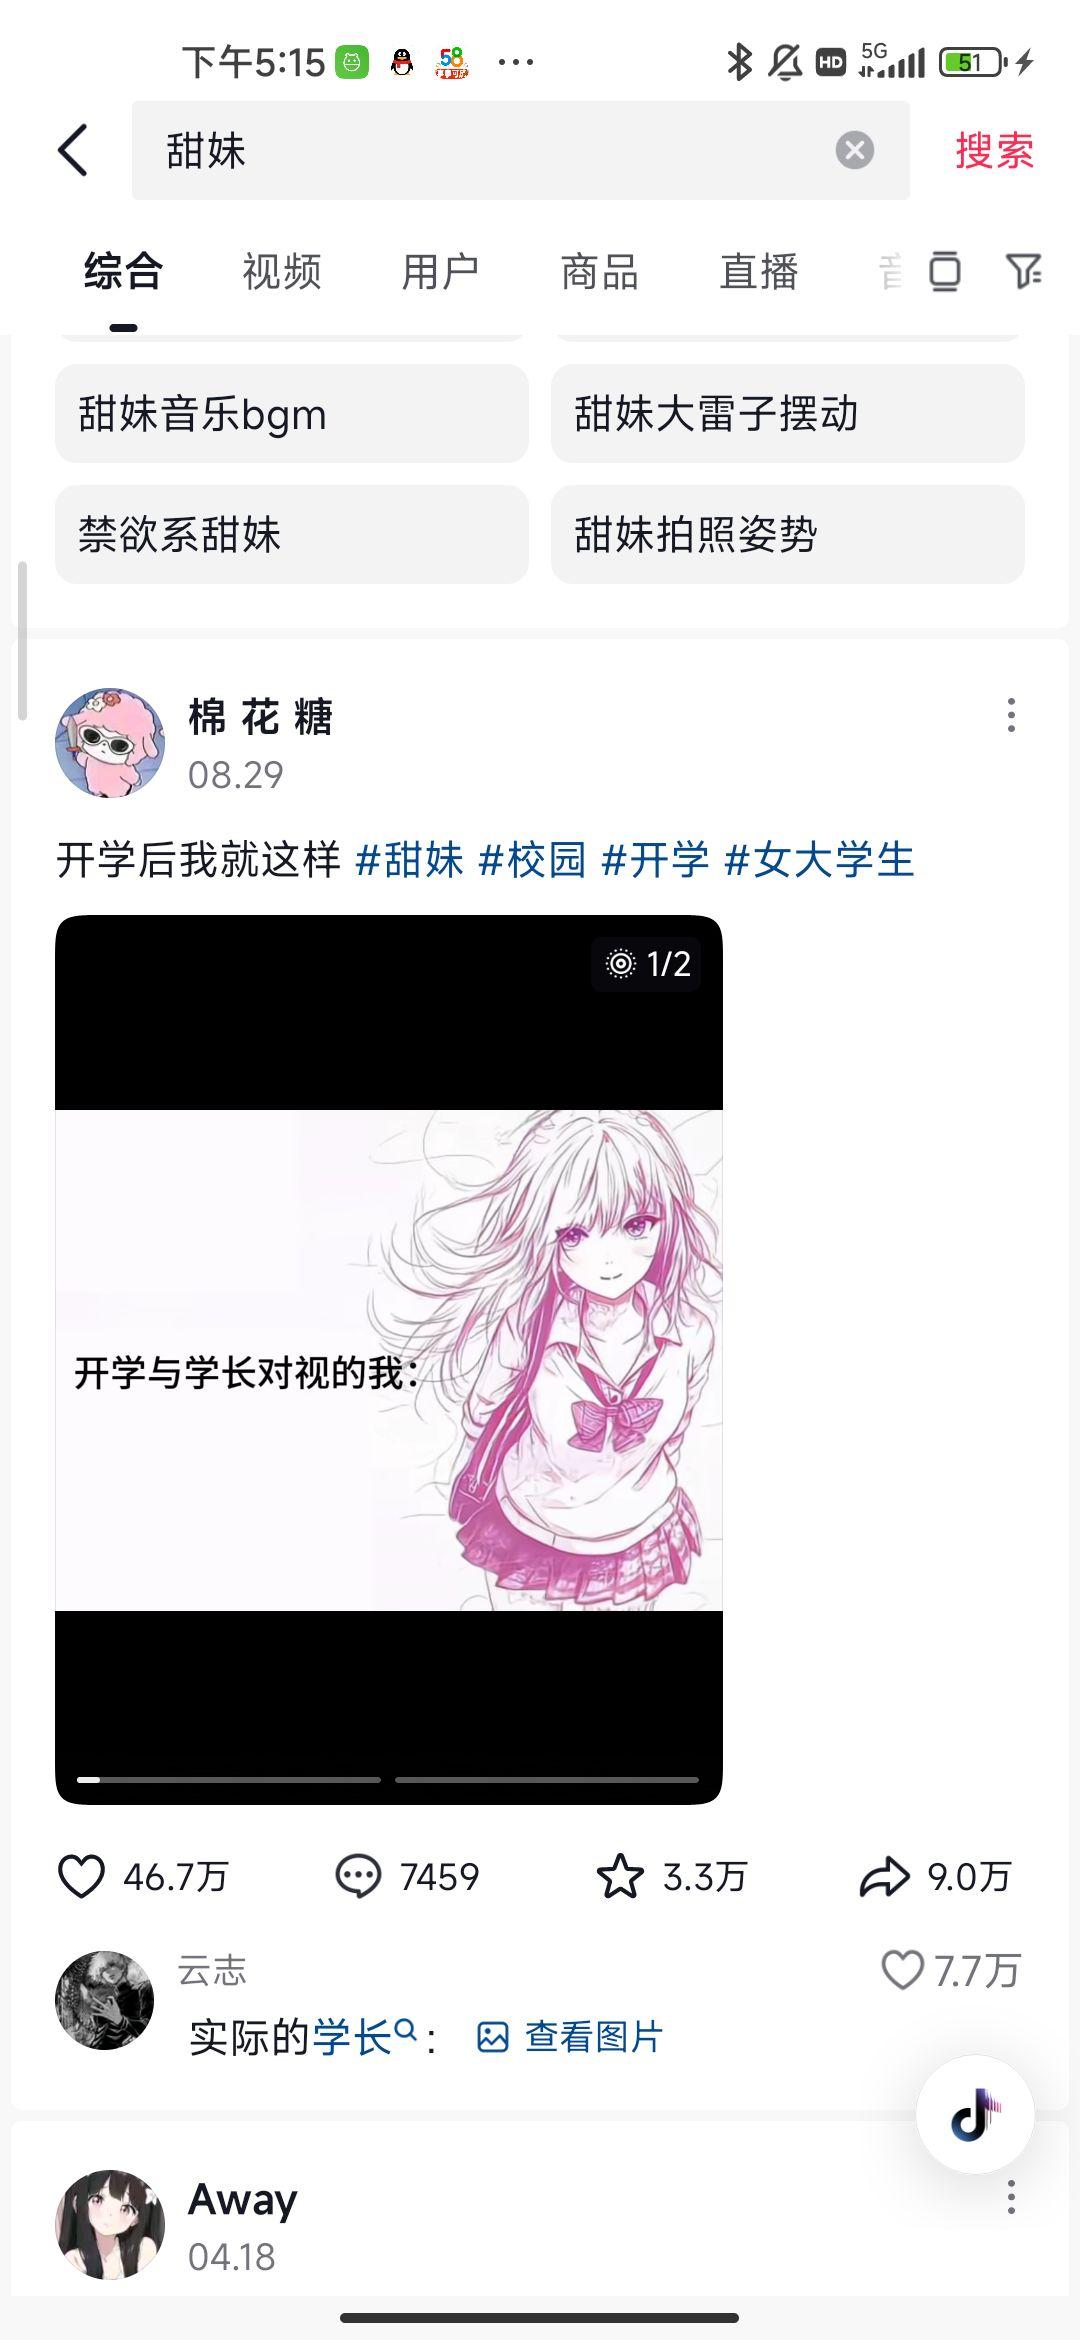 下午5:15 58 5G HD 51
甜妹 搜索
综合 视频 用户 商品 直播
甜妹音乐bgm 甜妹大雷子摆动
禁欲系甜妹 甜妹拍照姿势
棉 花 糖
08.29
开学后我就这样 #甜妹 #校园 #开学 #女大学生
1/2
开学与学长对视的我：
46.7万 7459 3.3万 9.0万
云志 7.7万
实际的学长： 查看图片
Away
04.18